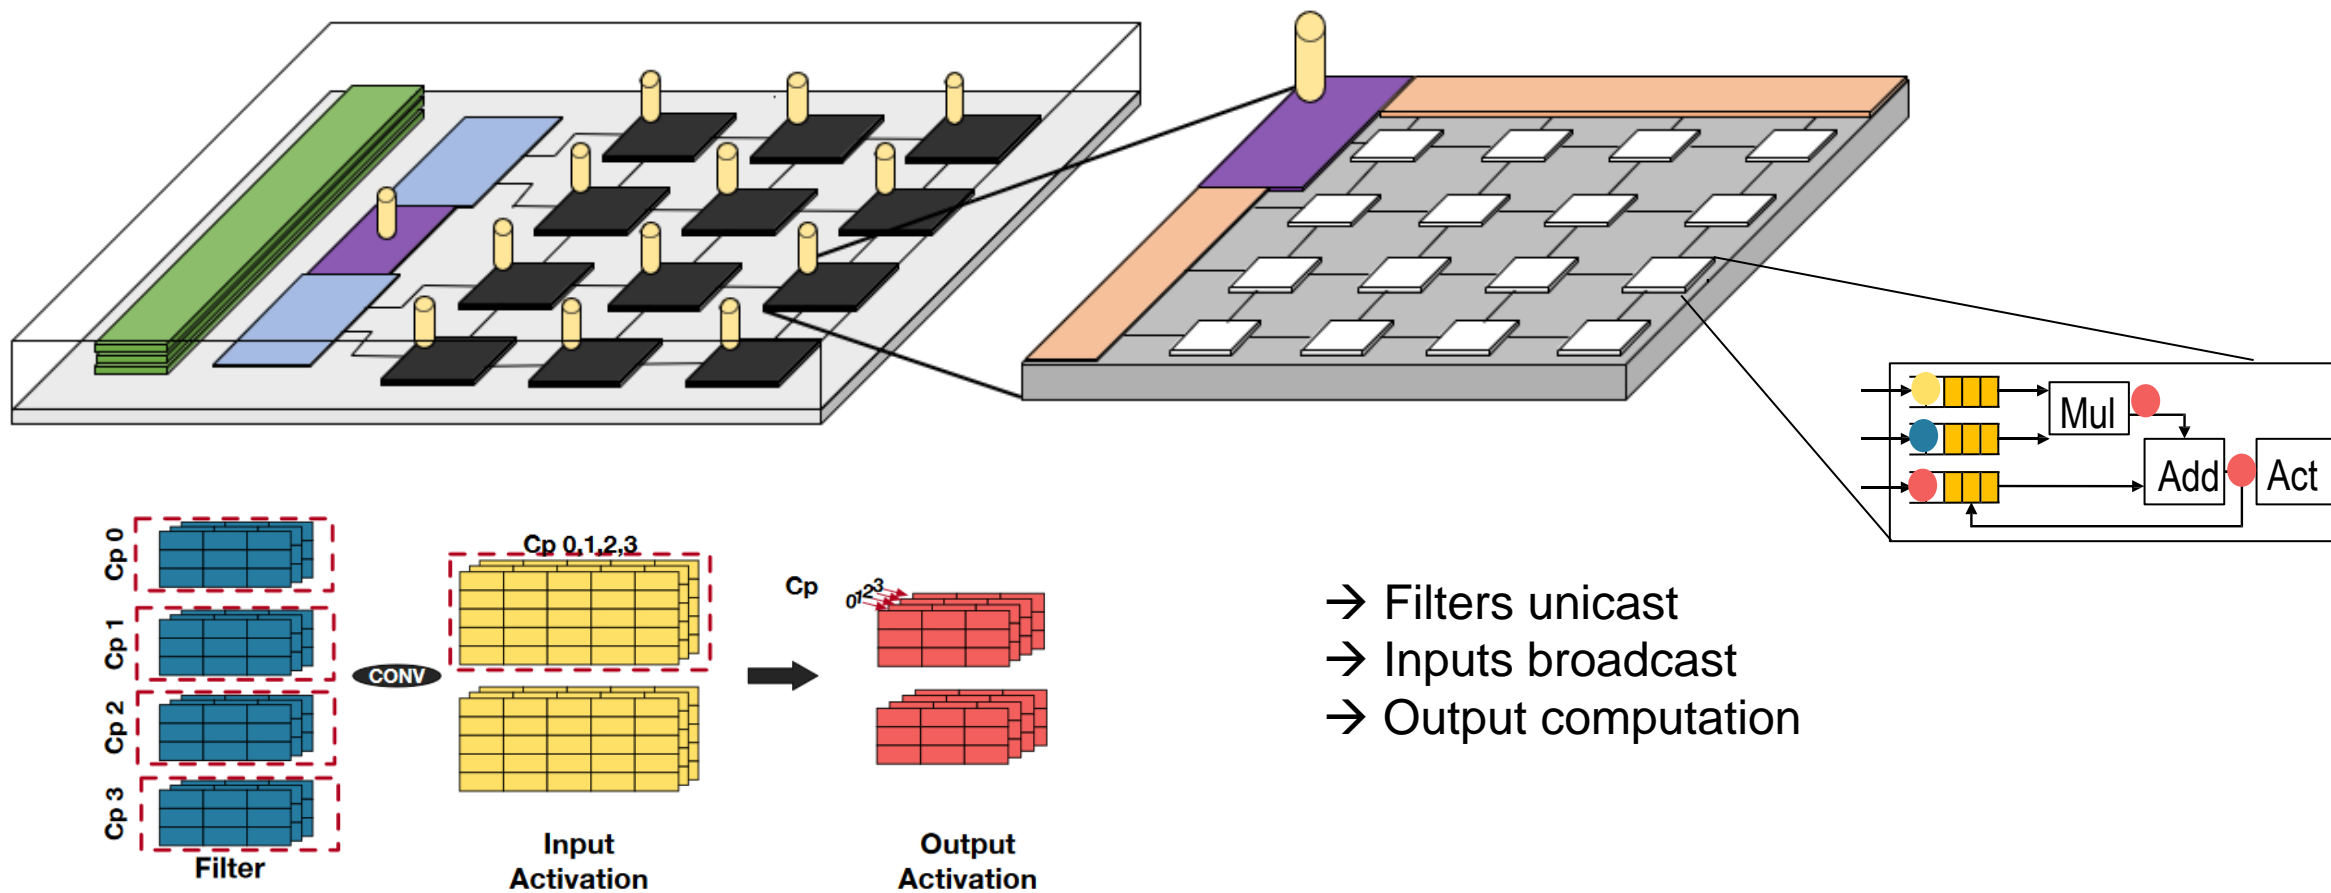 Mul
Add
Act
Cp 0
Cp 1
Cp 2
Cp 3
Filter
CONV
Cp 0,1,2,3
Input
Activation
Cp
0123
Output
Activation
→ Filters unicast
→ Inputs broadcast
→ Output computation